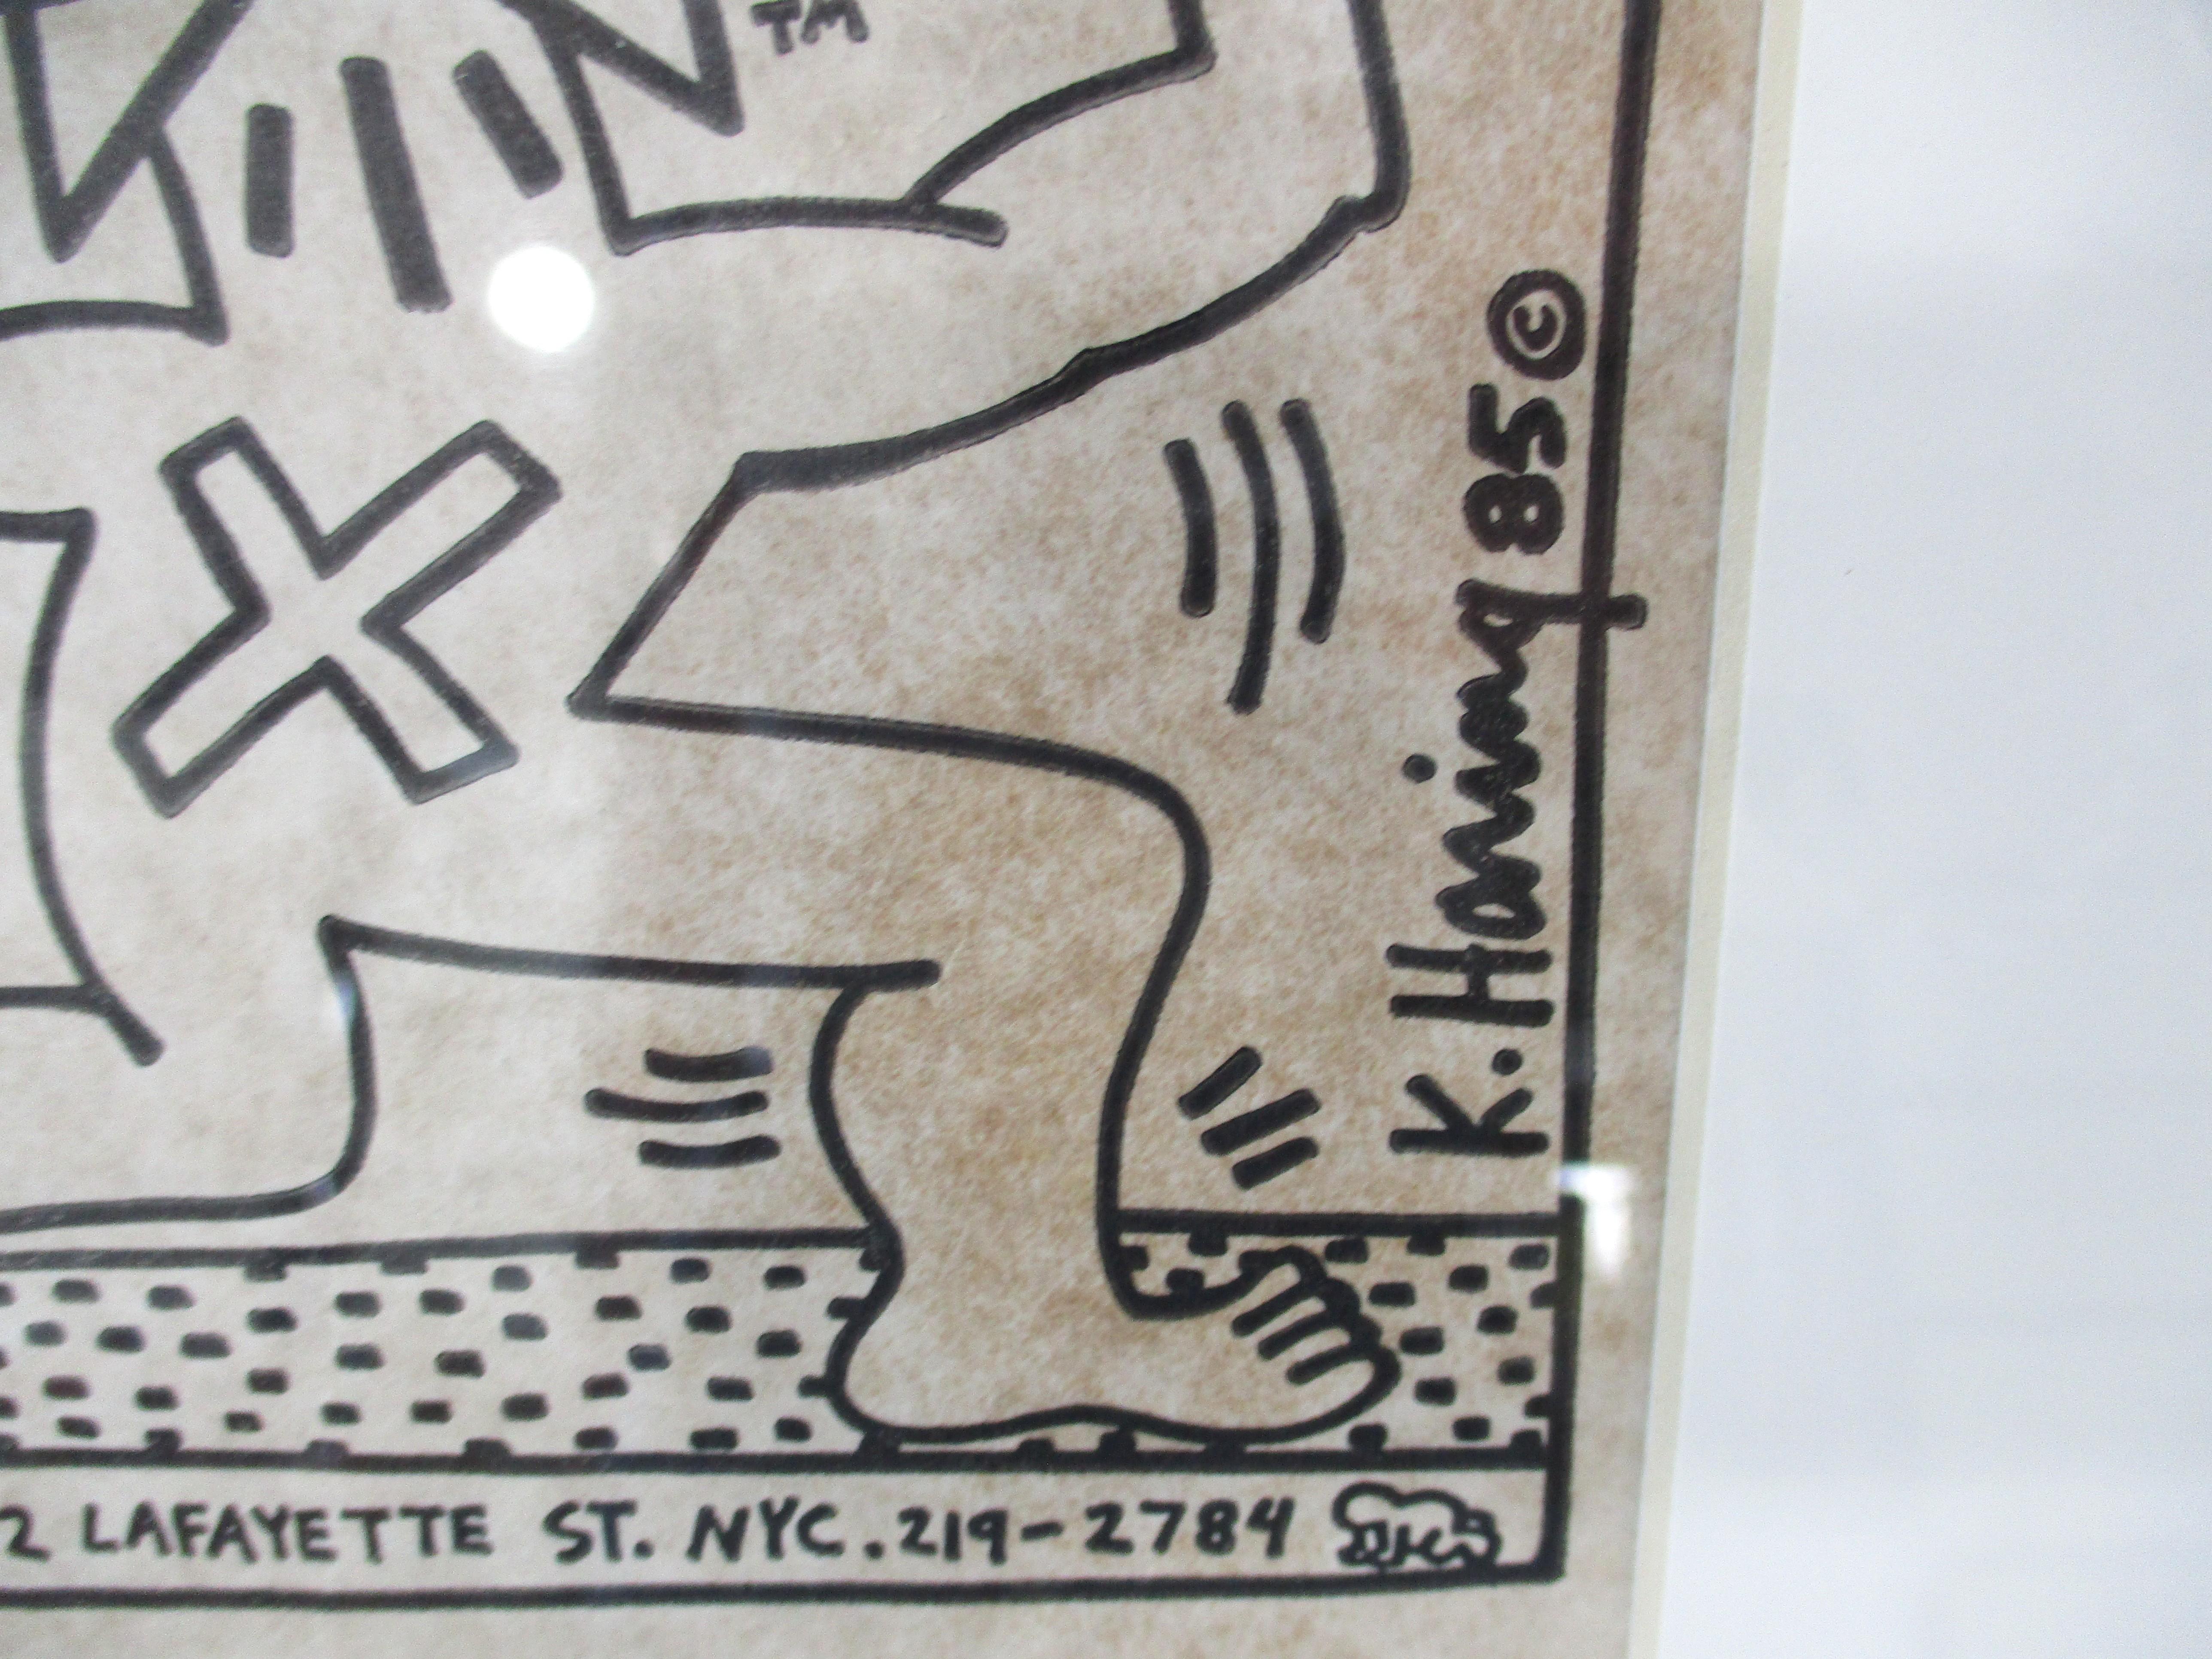 TM
K. Haring 85 ©
2 LAFAYETTE ST. NYC. 219-2784